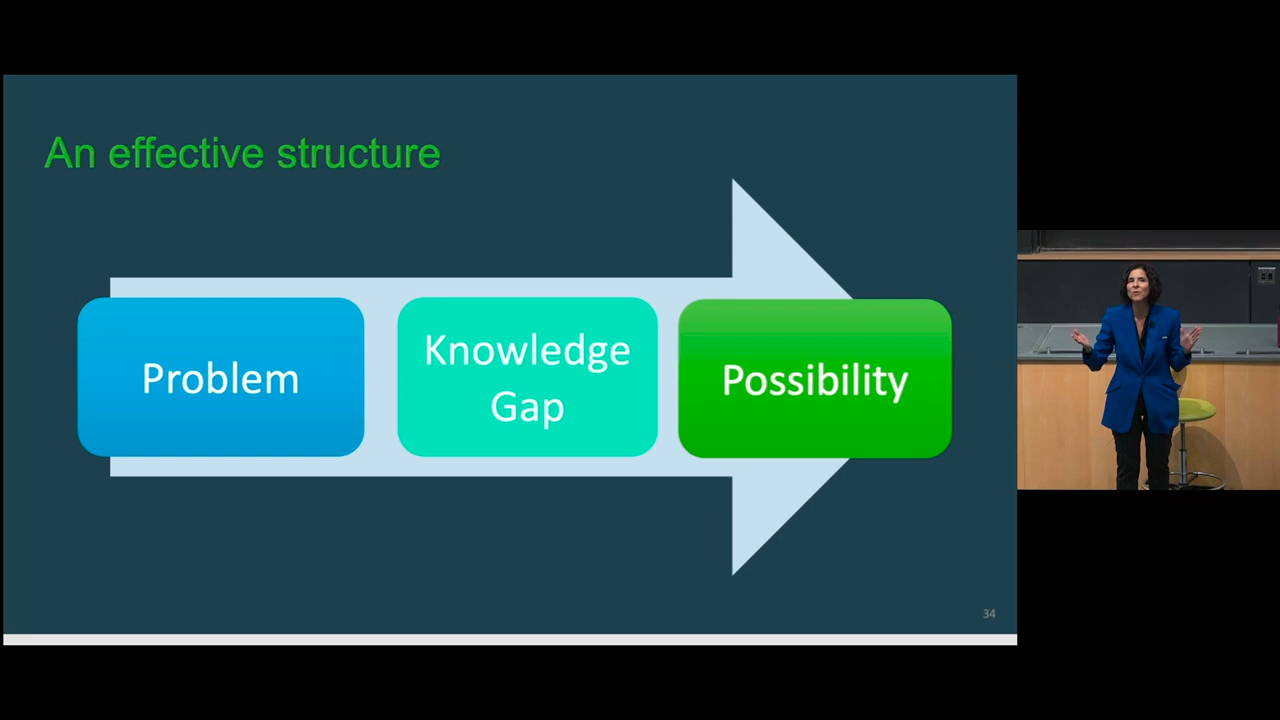 An effective structure
Problem
Knowledge
Gap
Possibility
34